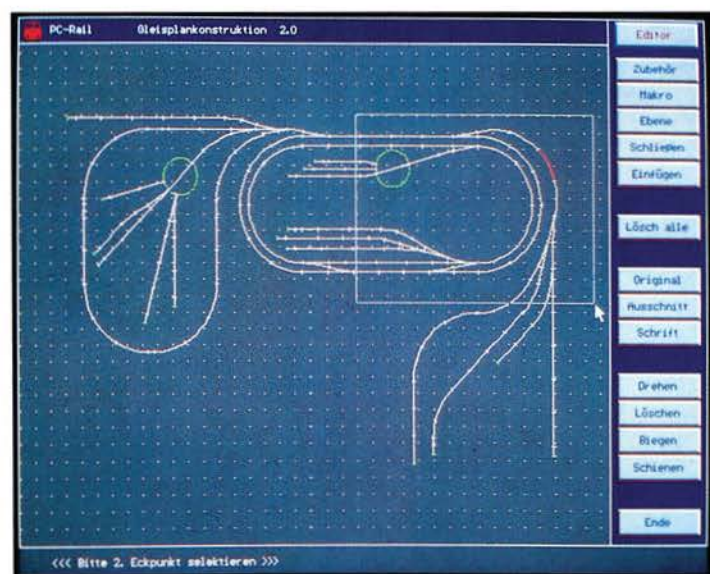 PC-Rail Gleisplankonstruktion 2.0
Editor
Zubehör
Makro
Ebene
Schließen
Einfügen
Lösch alle
Original
Ausschnitt
Schrift
Drehen
Löschen
Biegen
Schienen
Ende
<<< Bitte 2. Eckpunkt selektieren >>>